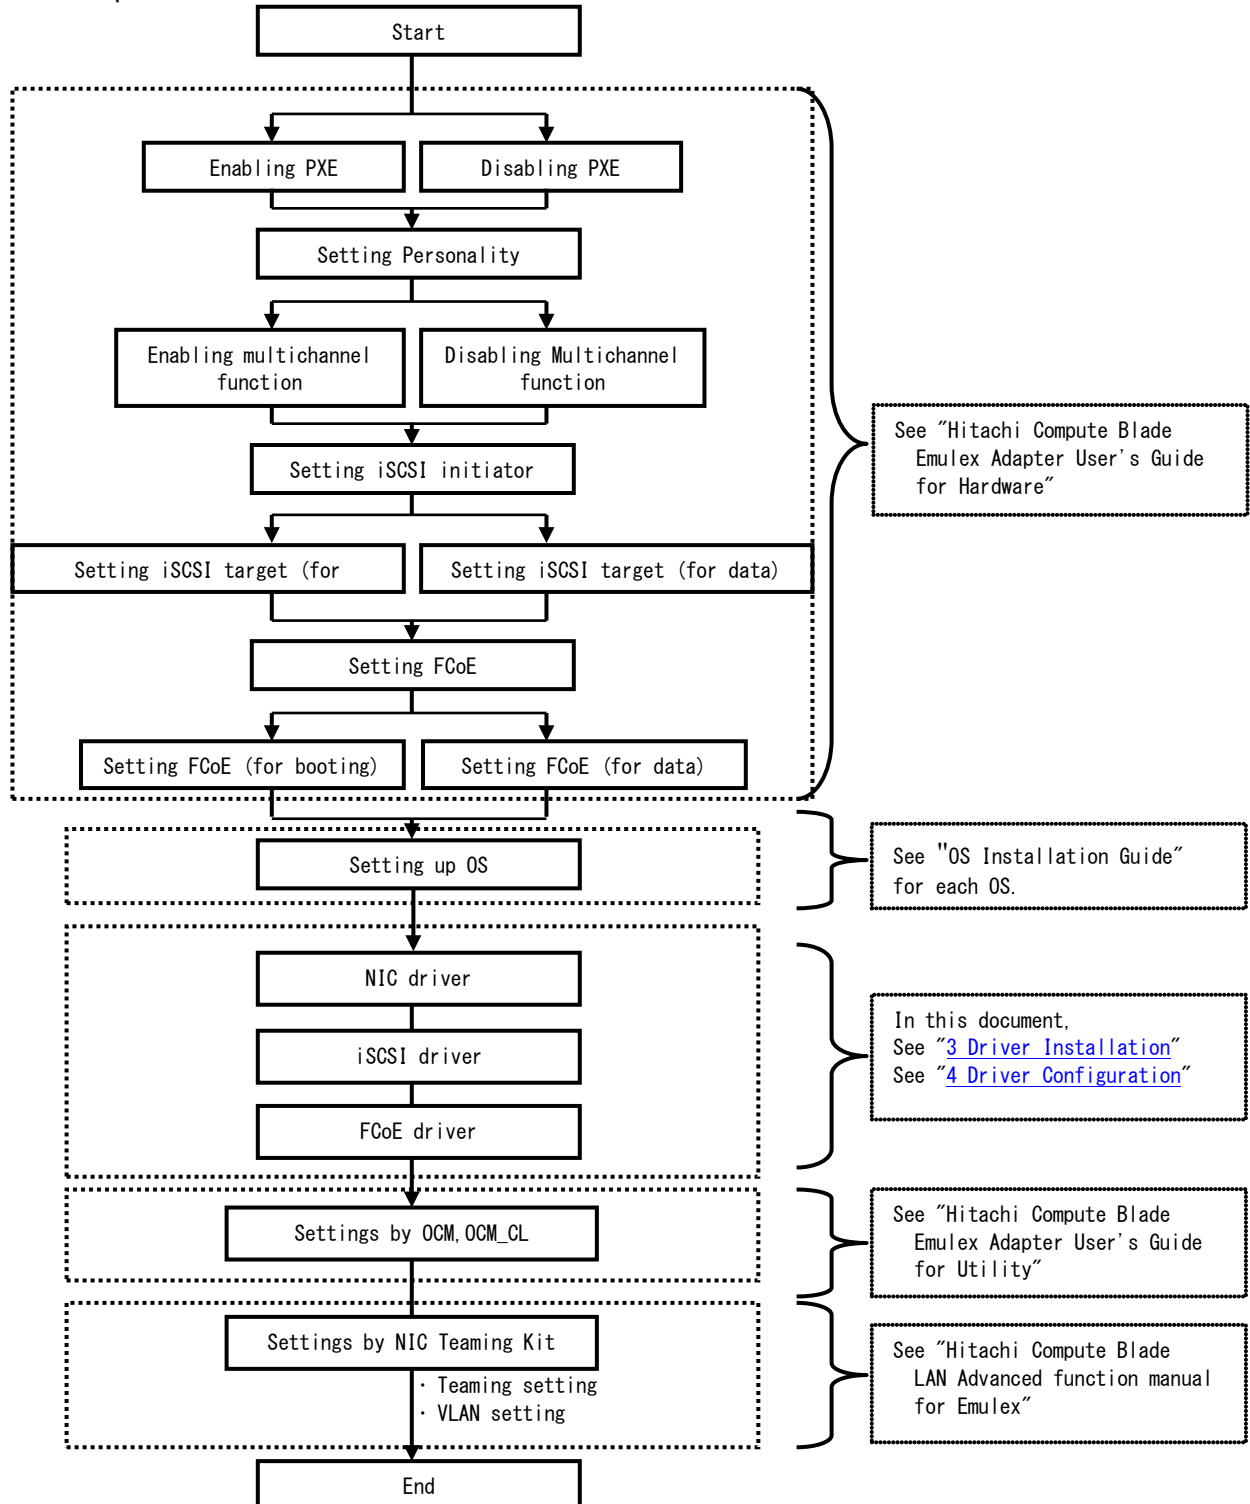 Start
Enabling PXE
Disabling PXE
Setting Personality
Enabling multichannel
function
Disabling Multichannel
function
Setting iSCSI initiator
See "Hitachi Compute Blade
Emulex Adapter User's Guide
for Hardware"
Setting iSCSI target (for
Setting iSCSI target (for data)
Setting FCoE
Setting FCoE (for booting)
Setting FCoE (for data)
Setting up OS
See "OS Installation Guide"
for each OS.
NIC driver
iSCSI driver
FCoE driver
In this document,
See "3 Driver Installation"
See "4 Driver Configuration"
Settings by OCM,OCM_CL
See "Hitachi Compute Blade
Emulex Adapter User's Guide
for Utility"
Settings by NIC Teaming Kit
・ Teaming setting
・ VLAN setting
See "Hitachi Compute Blade
LAN Advanced function manual
for Emulex"
End